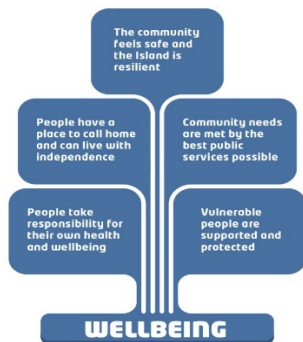 The community
feels safe and
the Island is
resilient
People have a
place to call home
and can live with
independence
Community needs
are met by the
best public
services possible
People take
responsibility for
their own health
and wellbeing
Vulnerable
people are
supported and
protected
WELLBEING